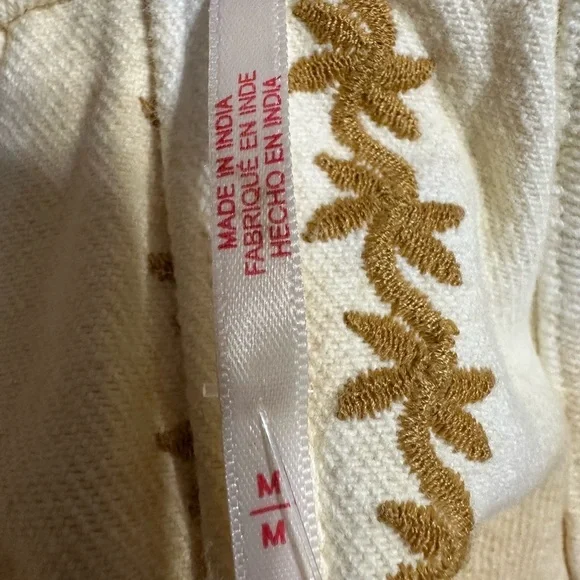 MADE IN INDIA
FABRIQUÉ EN INDE
HECHO EN INDIA
M
M